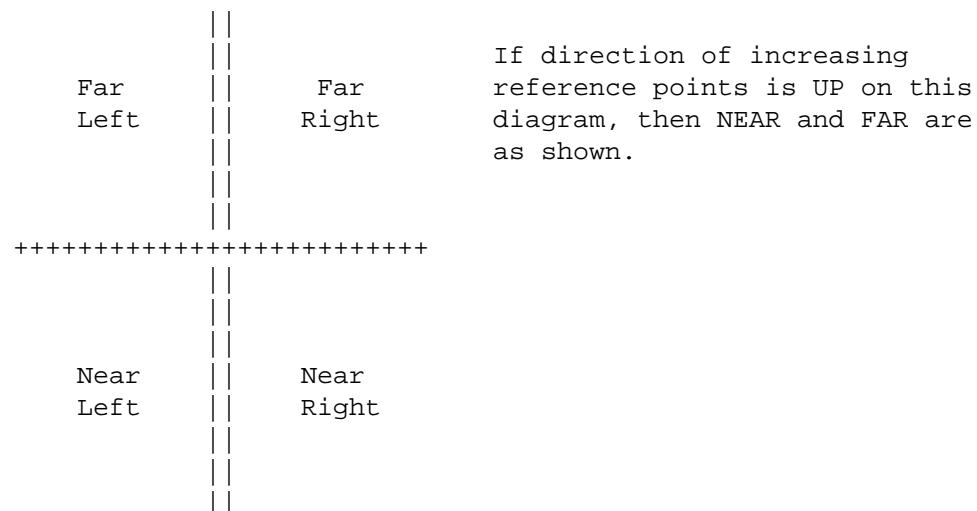 If direction of increasing
Far Far reference points is UP on this
Left Right diagram, then NEAR and FAR are
as shown.
Near Near
Left Right